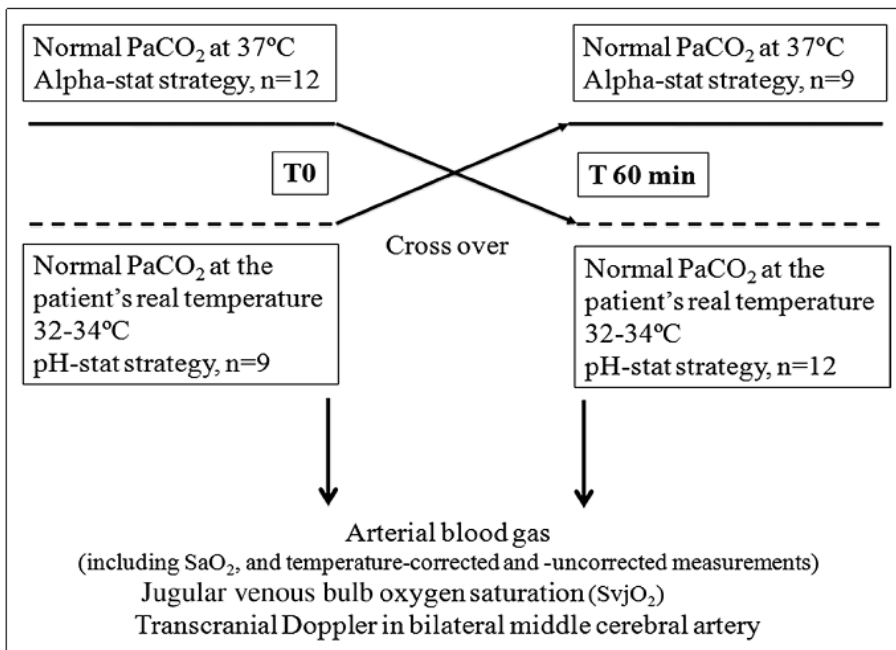 Normal PaCO₂ at 37ºC
Alpha-stat strategy, n=12
Normal PaCO₂ at 37ºC
Alpha-stat strategy, n=9
T0
T 60 min
Cross over
Normal PaCO₂ at the
patient's real temperature
32-34ºC
pH-stat strategy, n=9
Normal PaCO₂ at the
patient's real temperature
32-34ºC
pH-stat strategy, n=12
Arterial blood gas
(including SaO₂, and temperature-corrected and -uncorrected measurements)
Jugular venous bulb oxygen saturation (SvjO₂)
Transcranial Doppler in bilateral middle cerebral artery